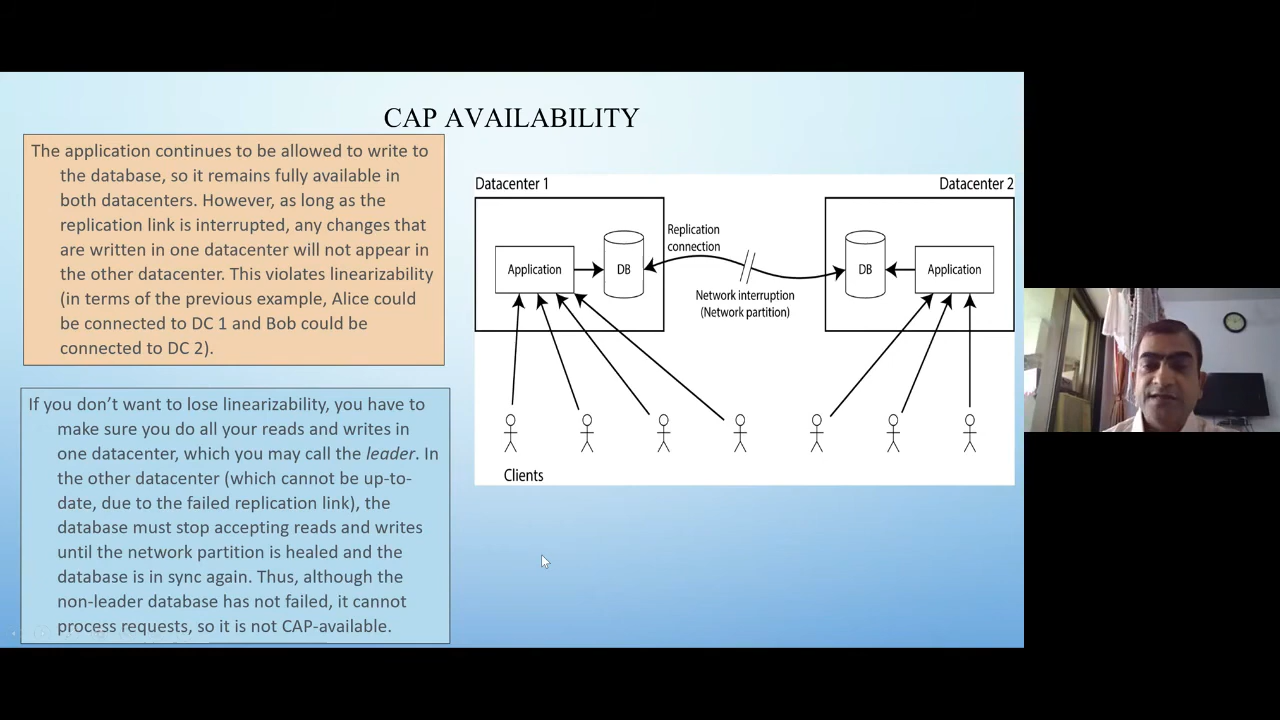 CAP AVAILABILITY
The application continues to be allowed to write to
the database, so it remains fully available in
both datacenters. However, as long as the
replication link is interrupted, any changes that
are written in one datacenter will not appear in
the other datacenter. This violates linearizability
(in terms of the previous example, Alice could
be connected to DC 1 and Bob could be
connected to DC 2).
If you don’t want to lose linearizability, you have to
make sure you do all your reads and writes in
one datacenter, which you may call the leader. In
the other datacenter (which cannot be up-to-
date, due to the failed replication link), the
database must stop accepting reads and writes
until the network partition is healed and the
database is in sync again. Thus, although the
non-leader database has not failed, it cannot
process requests, so it is not CAP-available.
Datacenter 1
Datacenter 2
Replication
connection
Application
DB
DB
Application
Network interruption
(Network partition)
Clients